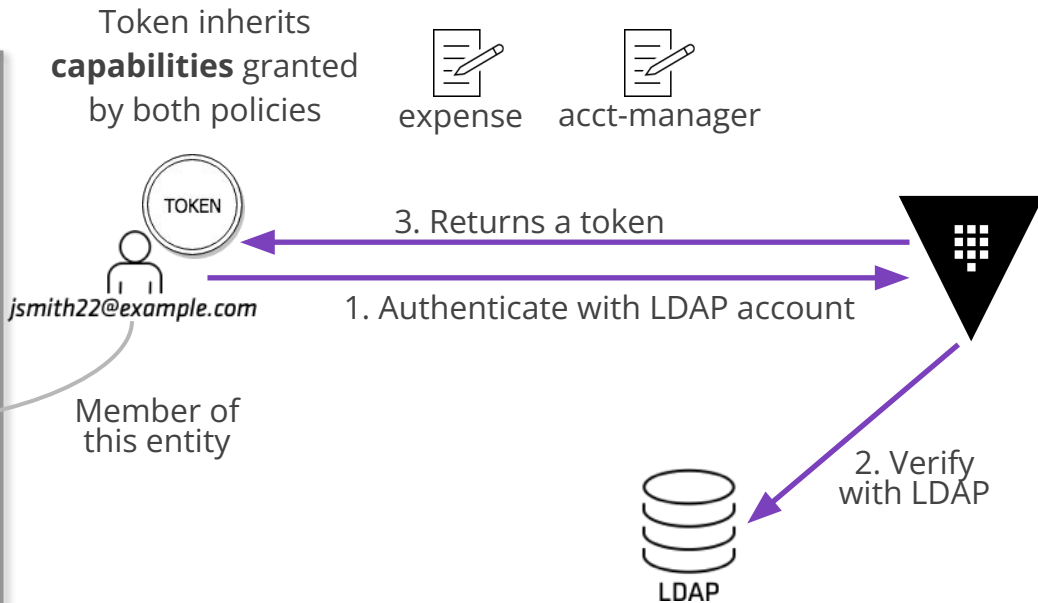 Token inherits
capabilities granted
by both policies
expense
acct-manager
TOKEN
3. Returns a token
jsmith22@example.com
1. Authenticate with LDAP account
Member of
this entity
2. Verify
with LDAP
LDAP